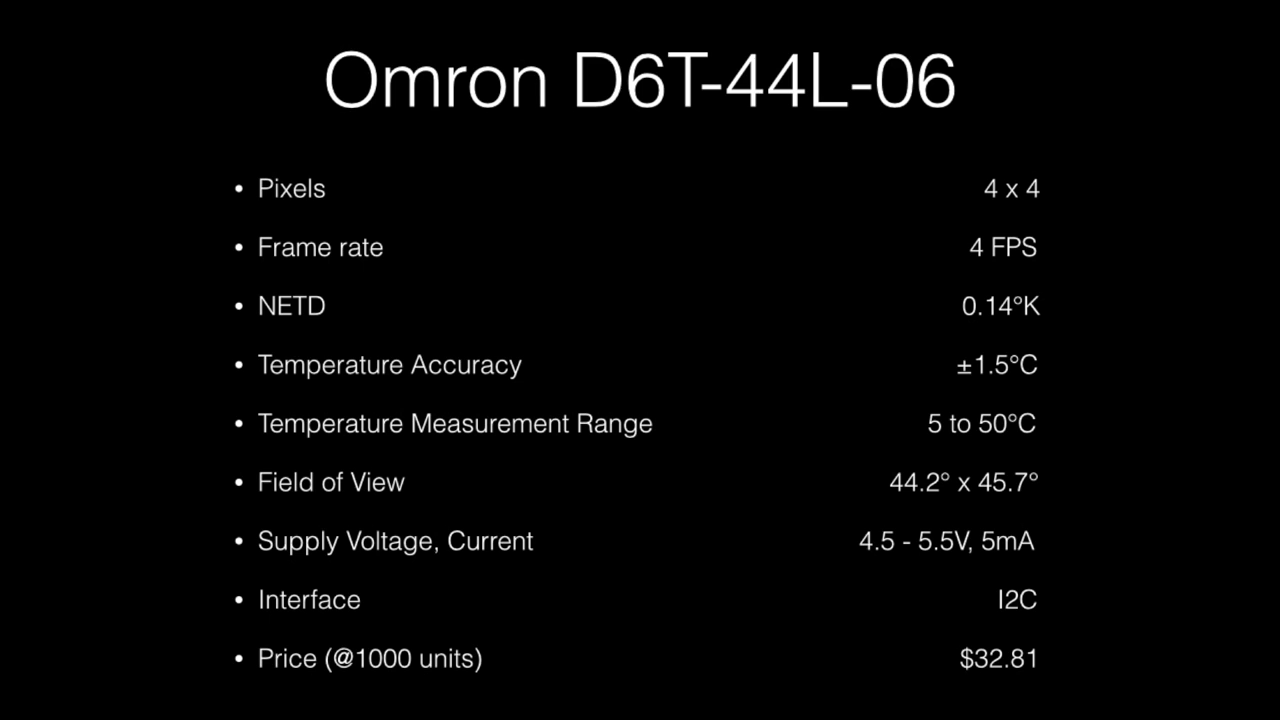 Omron D6T-44L-06
• Pixels 4 x 4
• Frame rate 4 FPS
• NETD 0.14°K
• Temperature Accuracy ±1.5°C
• Temperature Measurement Range 5 to 50°C
• Field of View 44.2° x 45.7°
• Supply Voltage, Current 4.5 - 5.5V, 5mA
• Interface I2C
• Price (@1000 units) $32.81